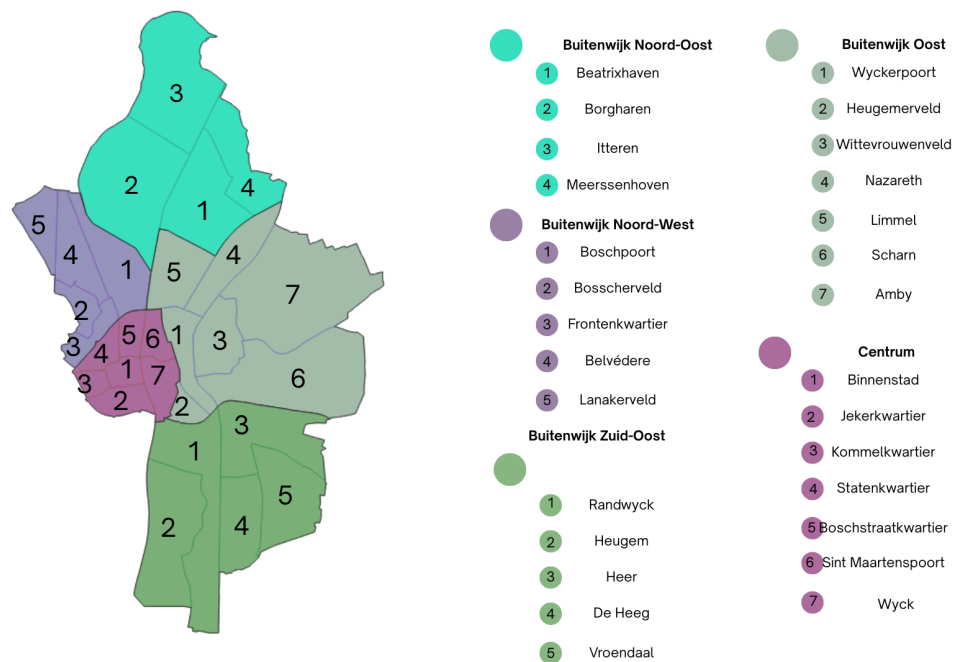 3
2
1
4
5
4
1
2
3
5
4
7
1
3
6
2
5
6
4
1
7
3
2
1
3
2
4
5
Buitenwijk Noord-Oost
1 Beatrixhaven
2 Borgharen
3 Itteren
4 Meerssenhoven
Buitenwijk Noord-West
1 Boschpoort
2 Bosscherveld
3 Frontenkwartier
4 Belvédere
5 Lanakerveld
Buitenwijk Zuid-Oost
1 Randwyck
2 Heugem
3 Heer
4 De Heeg
5 Vroendaal
Buitenwijk Oost
1 Wyckerpoort
2 Heugemerveld
3 Wittevrouwenveld
4 Nazareth
5 Limmel
6 Scharn
7 Amby
Centrum
1 Binnenstad
2 Jekerkwartier
3 Kommelkwartier
4 Statenkwartier
5 Boschstraatkwartier
6 Sint Maartenspoort
7 Wyck